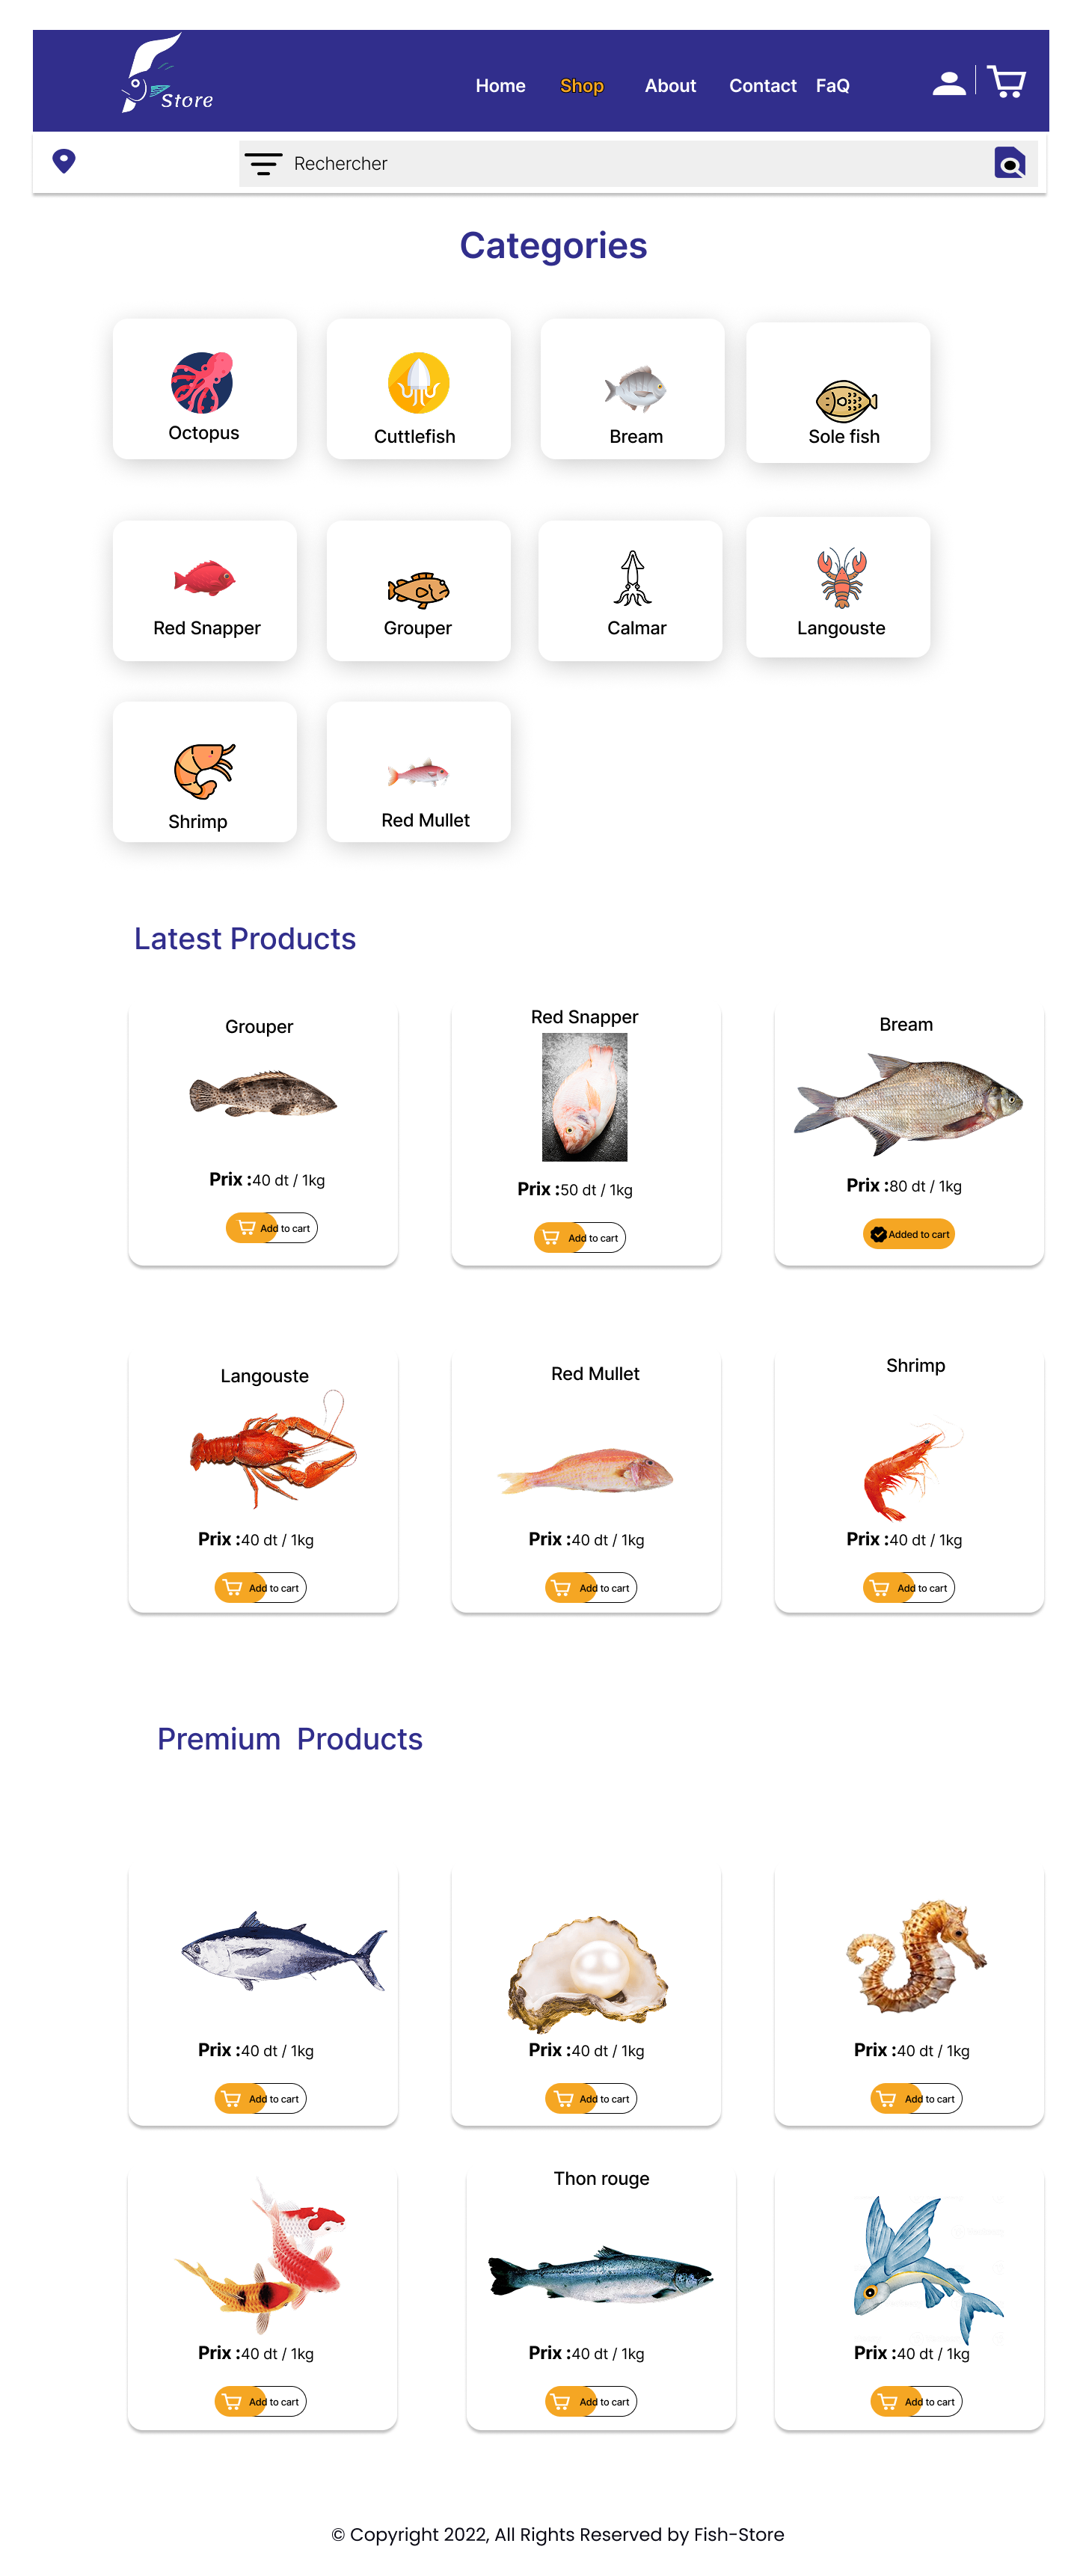 Store
Home Shop About Contact FaQ
Rechercher
Categories
Octopus Cuttlefish Bream Sole fish
Red Snapper Grouper Calmar Langouste
Shrimp Red Mullet
Latest Products
Grouper Red Snapper Bream
Prix :40 dt / 1kg Prix :50 dt / 1kg Prix :80 dt / 1kg
Add to cart Add to cart Added to cart
Langouste Red Mullet Shrimp
Prix :40 dt / 1kg Prix :40 dt / 1kg Prix :40 dt / 1kg
Add to cart Add to cart Add to cart
Premium Products
Prix :40 dt / 1kg Prix :40 dt / 1kg Prix :40 dt / 1kg
Add to cart Add to cart Add to cart
Thon rouge
Prix :40 dt / 1kg Prix :40 dt / 1kg Prix :40 dt / 1kg
Add to cart Add to cart Add to cart
© Copyright 2022, All Rights Reserved by Fish-Store